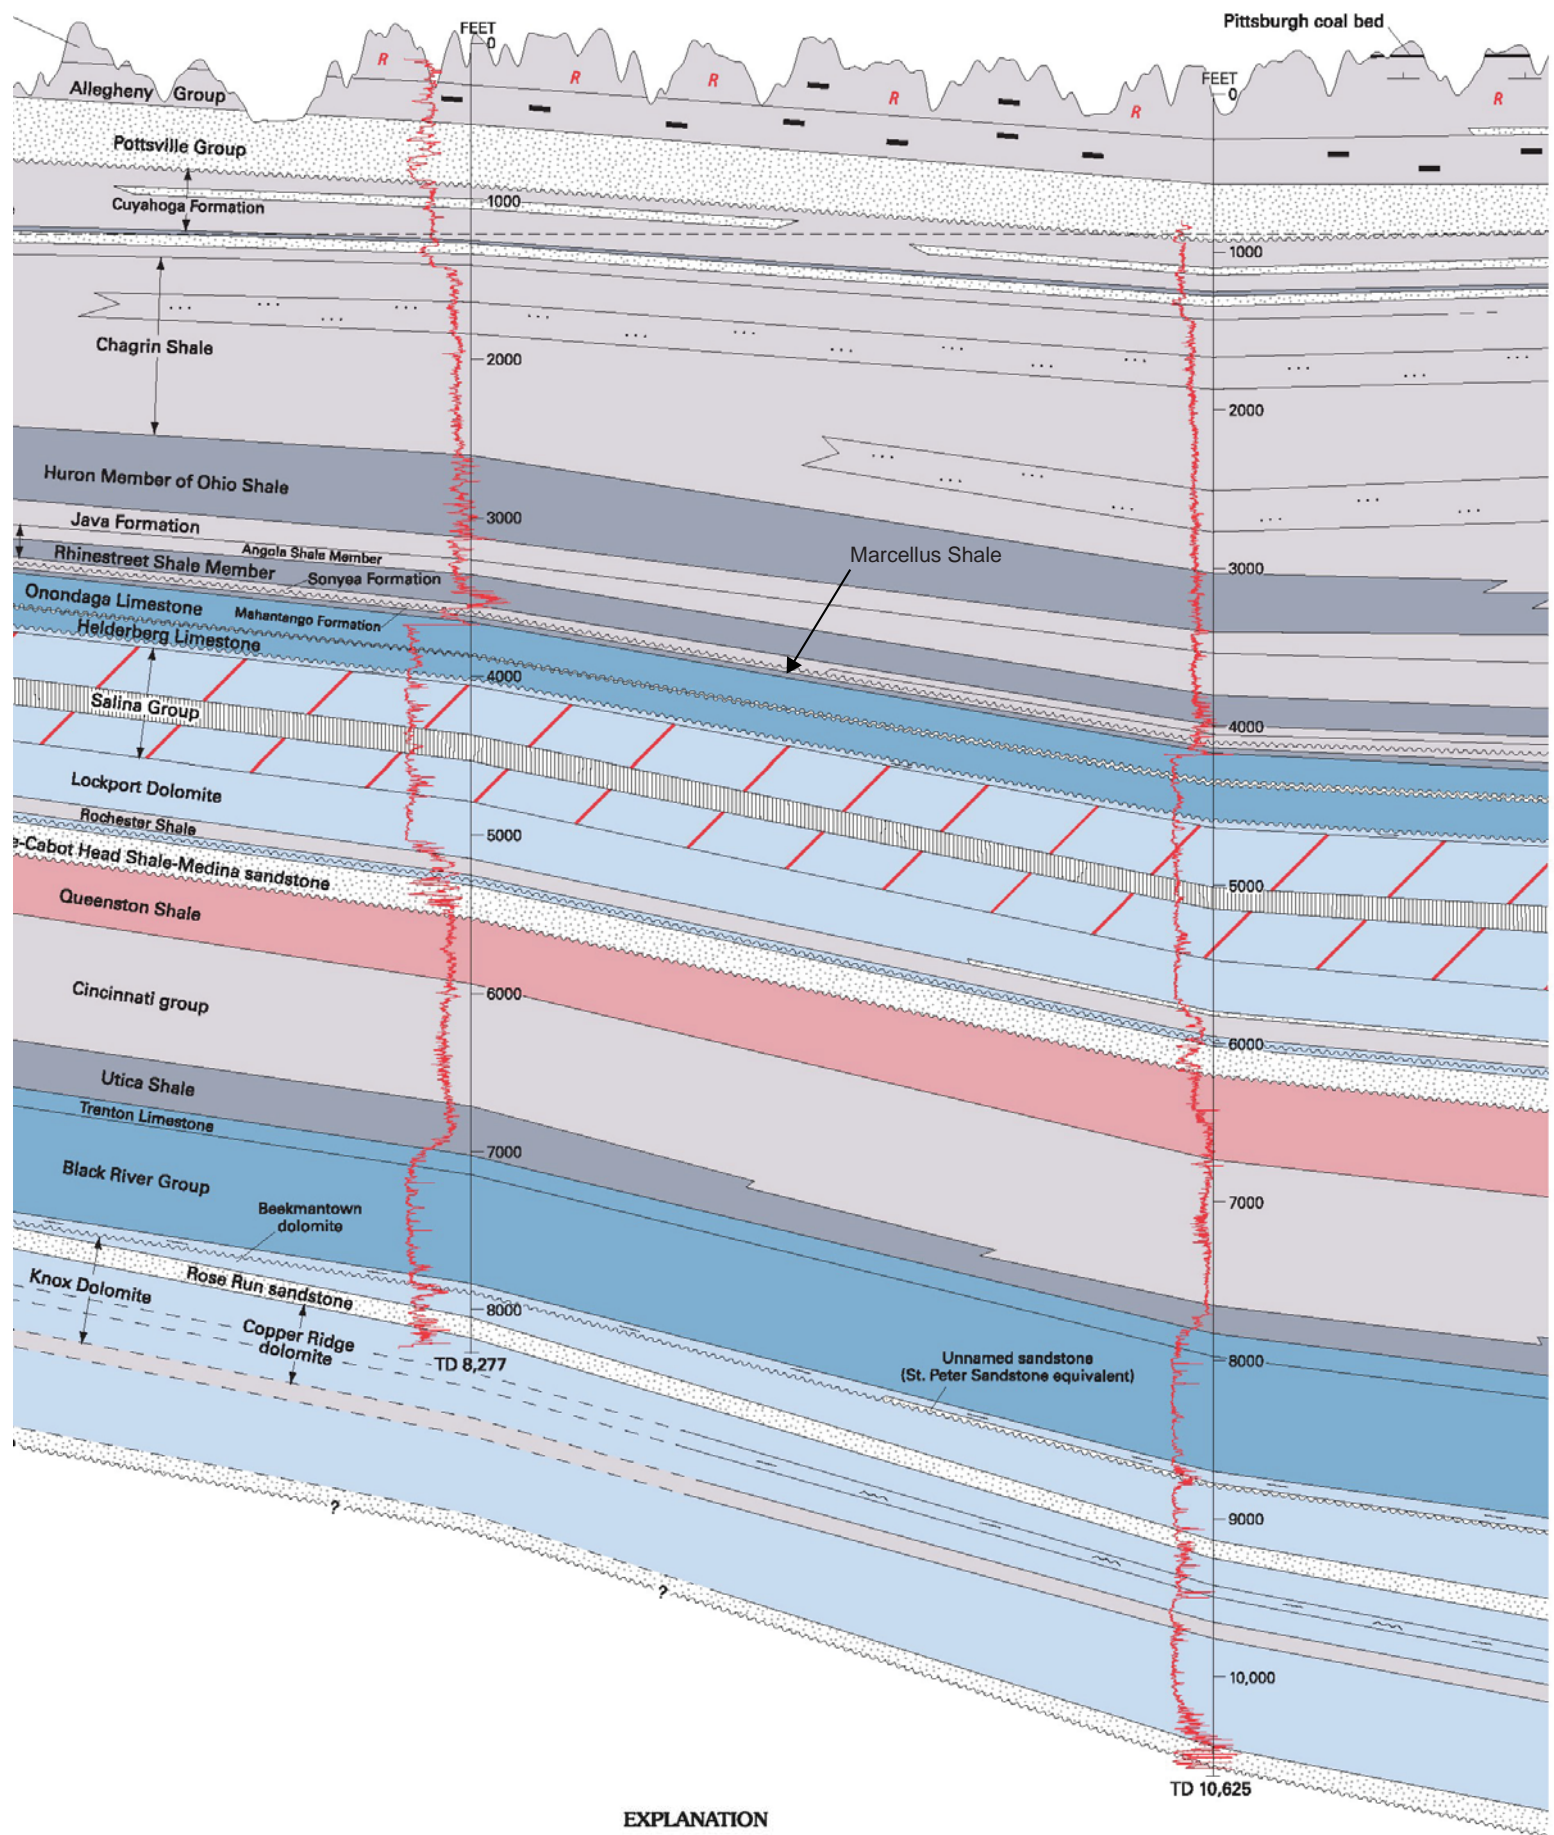 Pittsburgh coal bed
FEET
0
R
R
R
R
R
R
FEET
0
Allegheny Group
Pottsville Group
Cuyahoga Formation
1000
1000
Chagrin Shale
2000
2000
Huron Member of Ohio Shale
3000
3000
Java Formation
Angola Shale Member
Rhinestreet Shale Member
Sonyea Formation
Marcellus Shale
Onondaga Limestone
Mahantango Formation
Helderberg Limestone
4000
4000
Salina Group
Lockport Dolomite
Rochester Shale
5000
5000
e-Cabot Head Shale-Medina sandstone
Queenston Shale
6000
6000
Cincinnati group
Utica Shale
Trenton Limestone
7000
7000
Black River Group
Beekmantown
dolomite
Rose Run sandstone
Knox Dolomite
8000
8000
Copper Ridge
dolomite
TD 8,277
Unnamed sandstone
(St. Peter Sandstone equivalent)
9000
?
?
10,000
TD 10,625
EXPLANATION